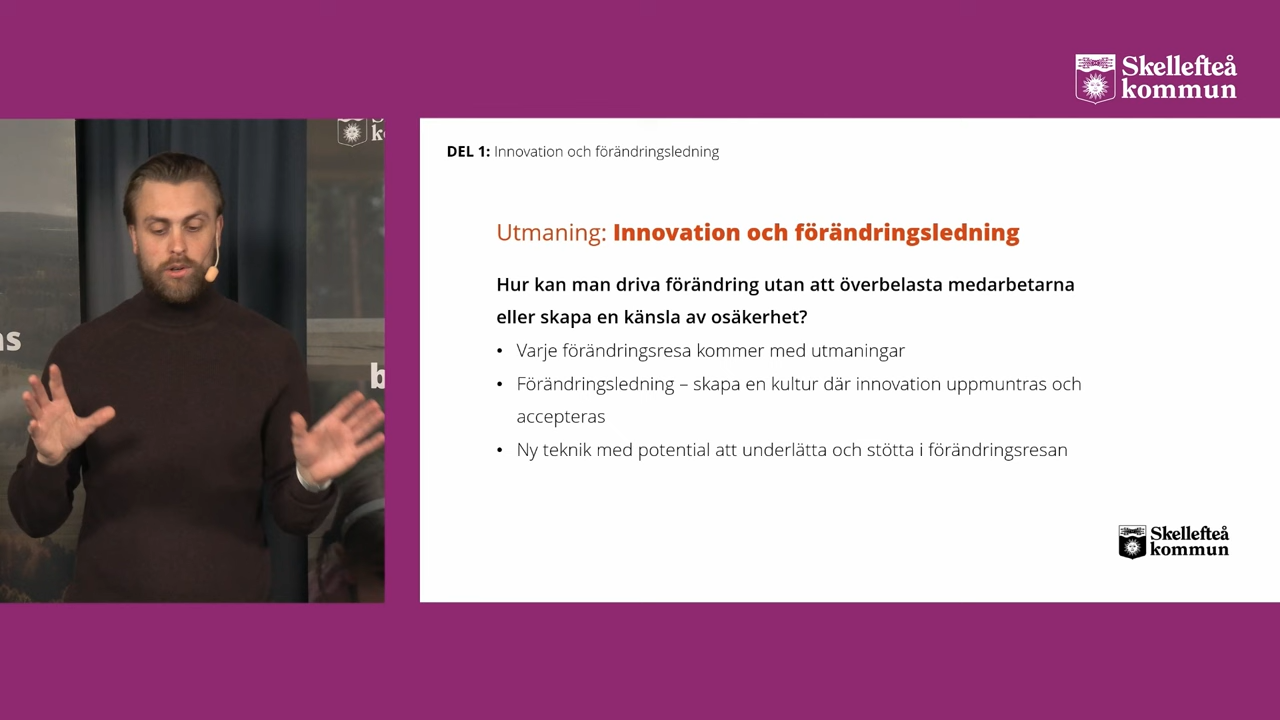 Skellefteå
kommun
DEL 1: Innovation och förändringsledning
Utmaning: Innovation och förändringsledning
Hur kan man driva förändring utan att överbelasta medarbetarna
eller skapa en känsla av osäkerhet?
• Varje förändringsresa kommer med utmaningar
• Förändringsledning – skapa en kultur där innovation uppmuntras och
accepteras
• Ny teknik med potential att underlätta och stötta i förändringsresan
Skellefteå
kommun